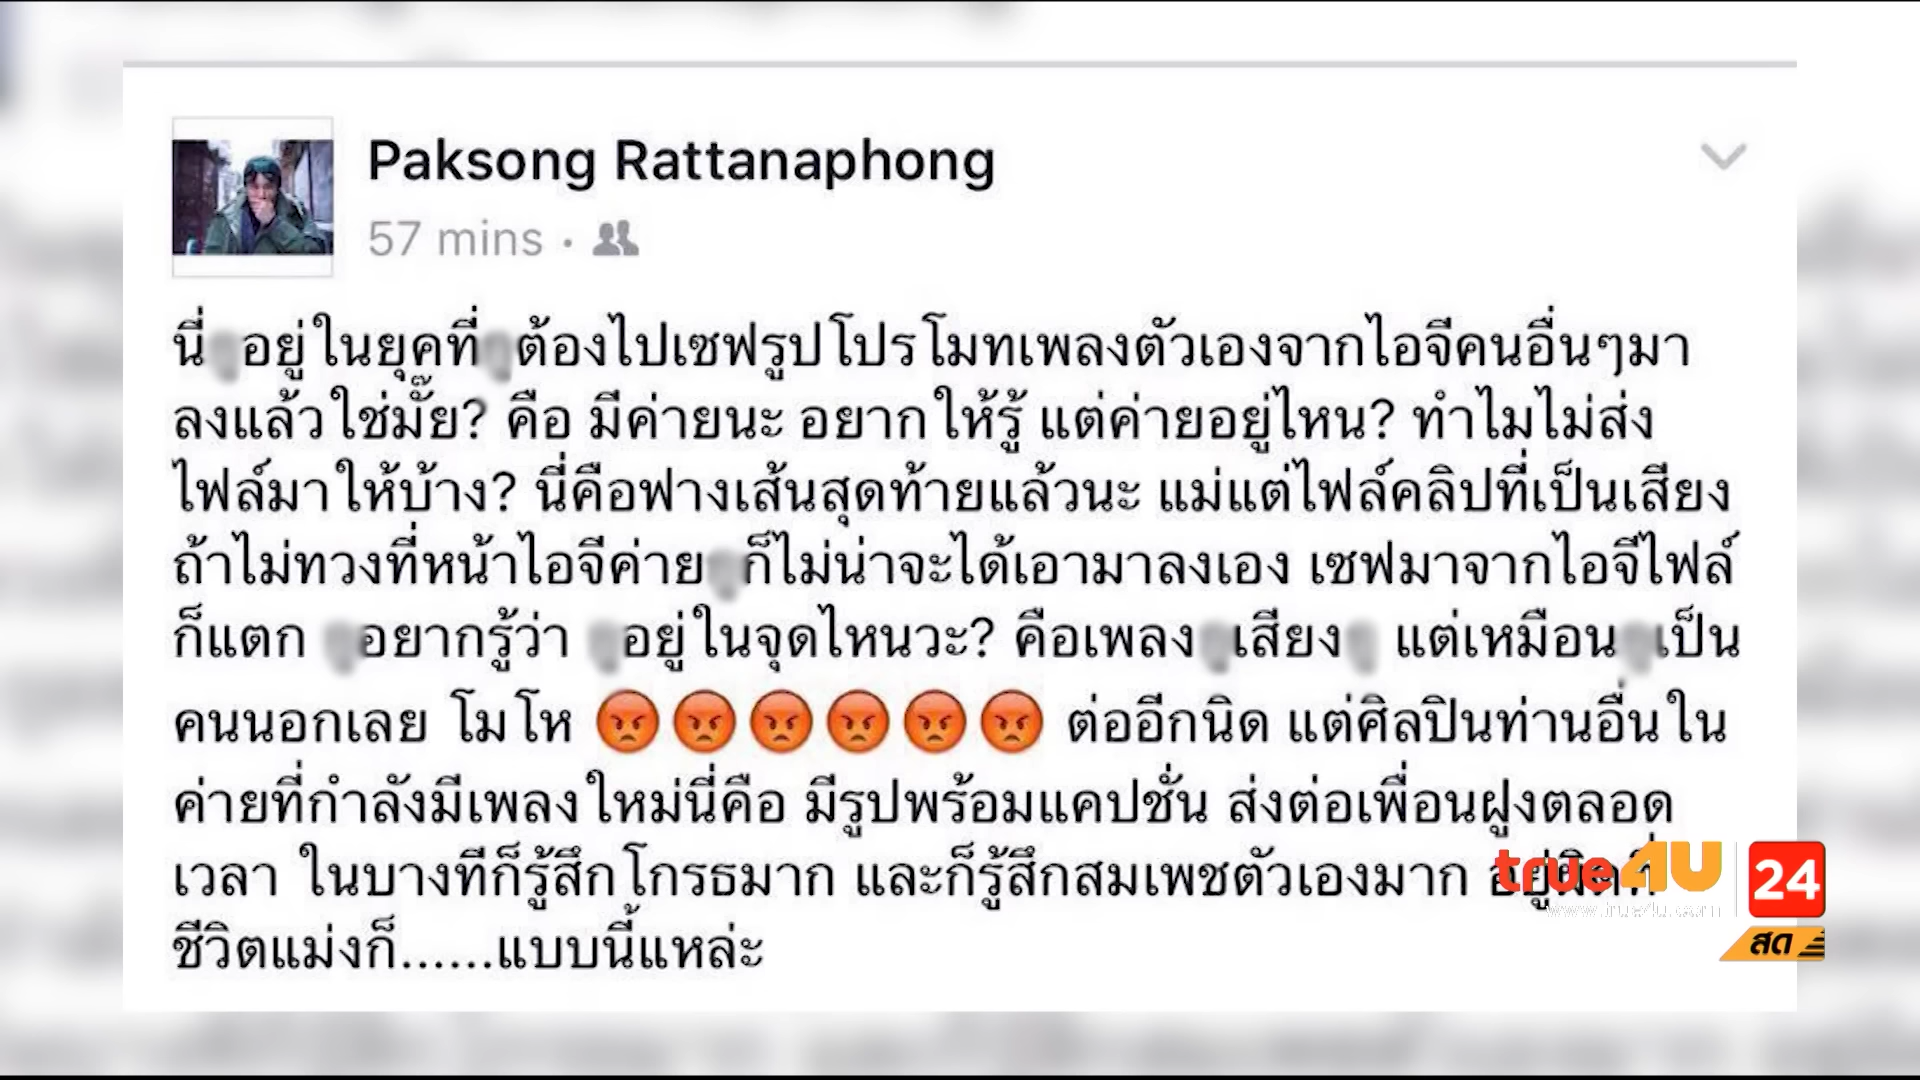 Paksong Rattanaphong
57 mins ·
นี่ อยู่ในยุคที่ ต้องไปเซฟรูปโปรโมทเพลงตัวเองจากไอจีคนอื่นๆมา
ลงแล้วใช่มั๊ย? คือ มีค่ายนะ อยากให้รู้ แต่ค่ายอยู่ไหน? ทำไมไม่ส่ง
ไฟล์มาให้บ้าง? นี่คือฟางเส้นสุดท้ายแล้วนะ แม่แต่ไฟล์คลิปที่เป็นเสียง
ถ้าไม่ทวงที่หน้าไอจีค่าย ก็ไม่น่าจะได้เอามาลงเอง เซฟมาจากไอจีไฟล์
ก็แตก อยากรู้ว่า อยู่ในจุดไหนวะ? คือเพลง เสียง แต่เหมือน เป็น
คนนอกเลย โมโห 😡😡😡😡😡😡 ต่ออีกนิด แต่ศิลปินท่านอื่นใน
ค่ายที่กำลังมีเพลงใหม่นี่คือ มีรูปพร้อมแคปชั่น ส่งต่อเพื่อนฝูงตลอด
เวลา ในบางทีก็รู้สึกโกรธมาก และก็รู้สึกสมเพชตัวเองมาก
ชีวิตแม่งก็......แบบนี้แหล่ะ
true4U 24
www.true4u.com
สด